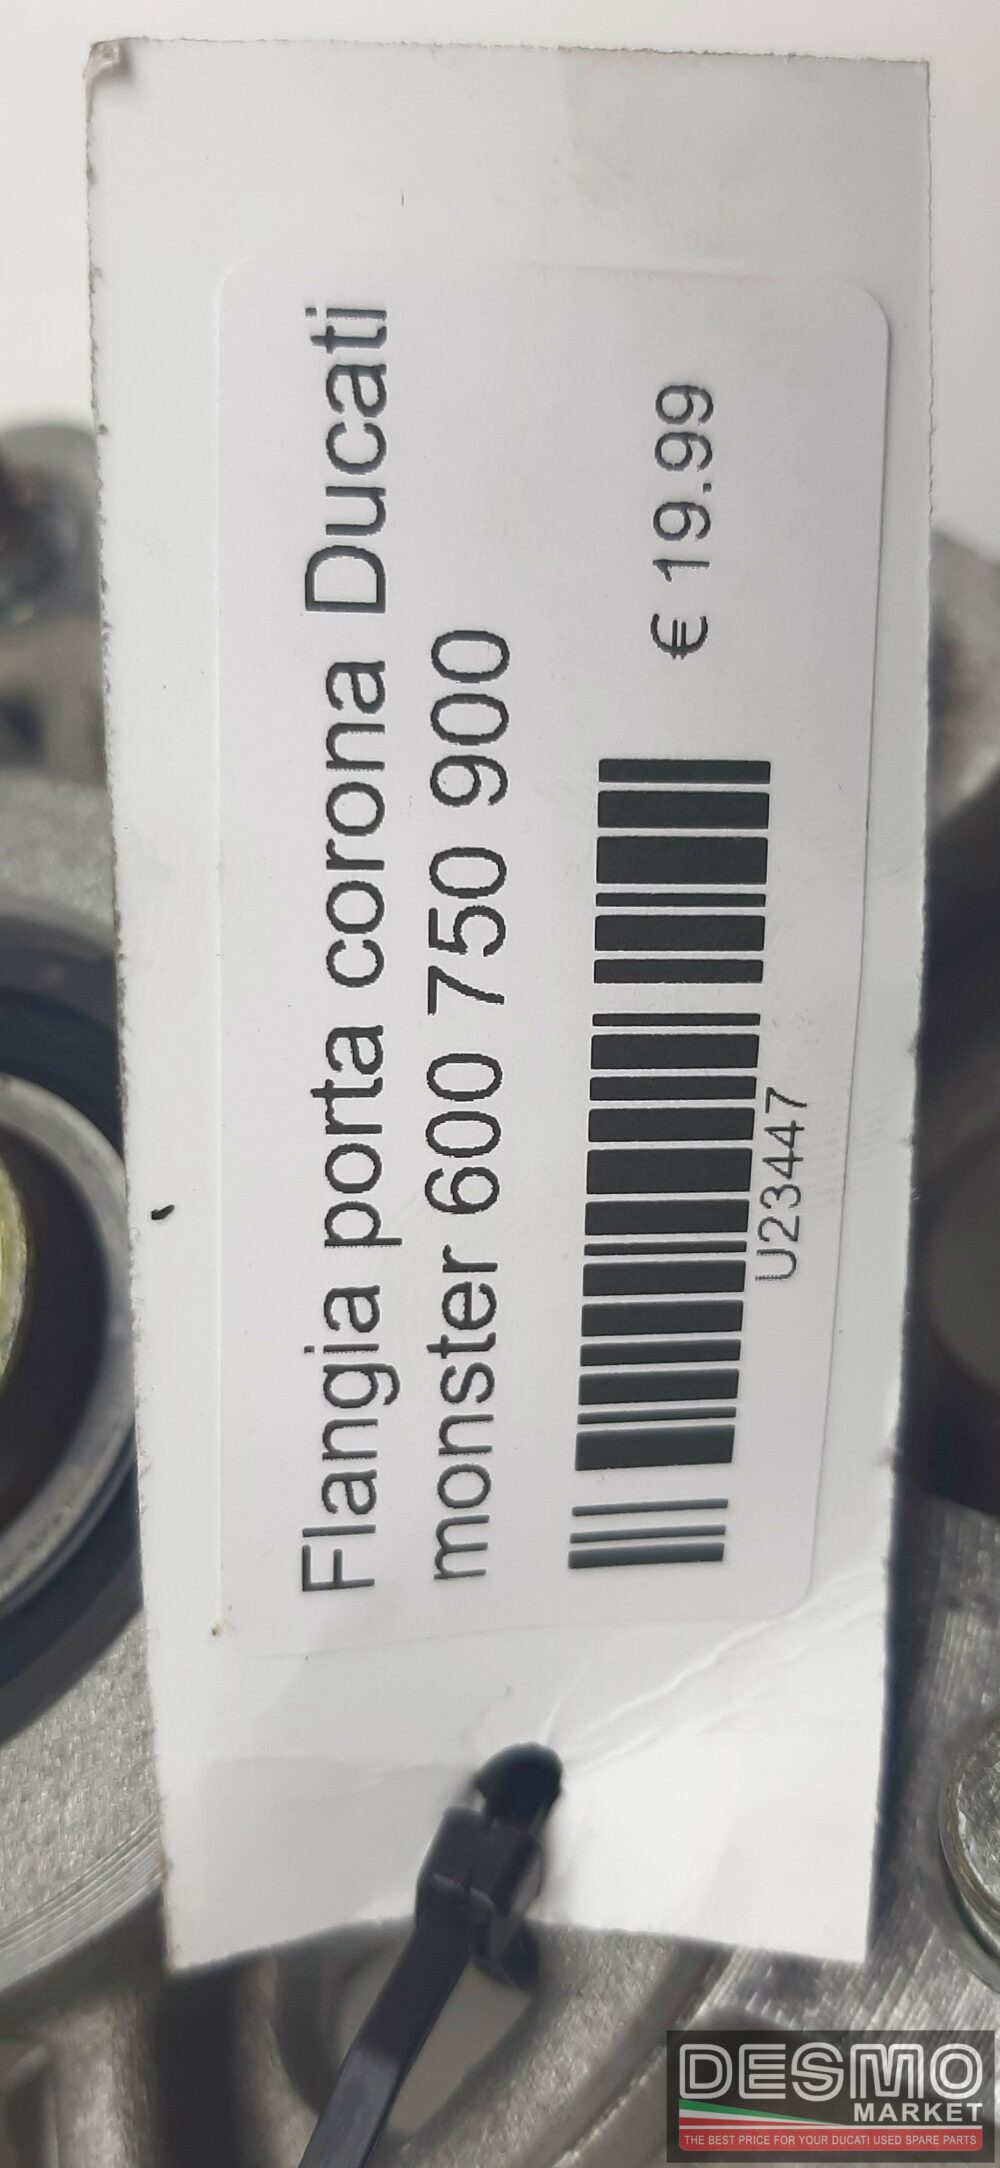 Flangia porta corona Ducati
monster 600 750 900
€ 19.99
U23447
DESMO
MARKET
THE BEST PRICE FOR YOUR DUCATI USED SPARE PARTS